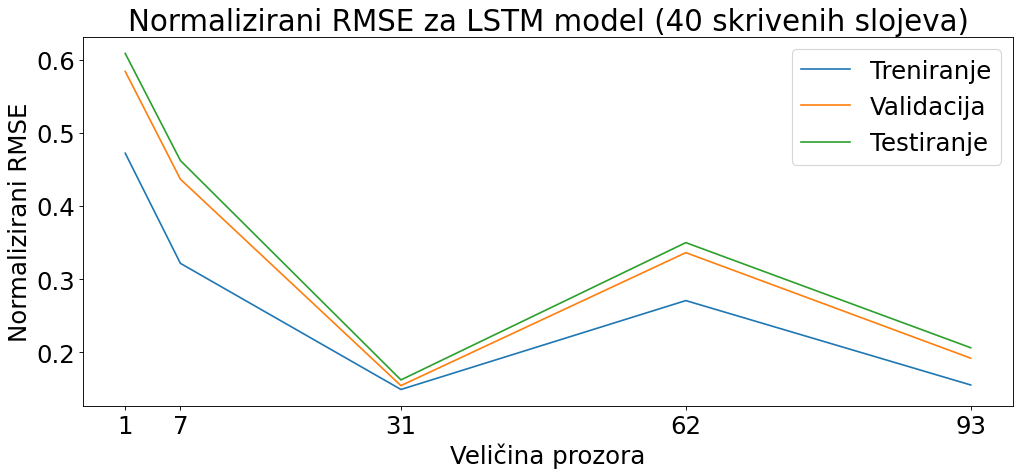 Normalizirani RMSE za LSTM model (40 skrivenih slojeva)
Normalizirani RMSE
0.6
0.5
0.4
0.3
0.2
Treniranje
Validacija
Testiranje
1 7 31 62 93
Veličina prozora